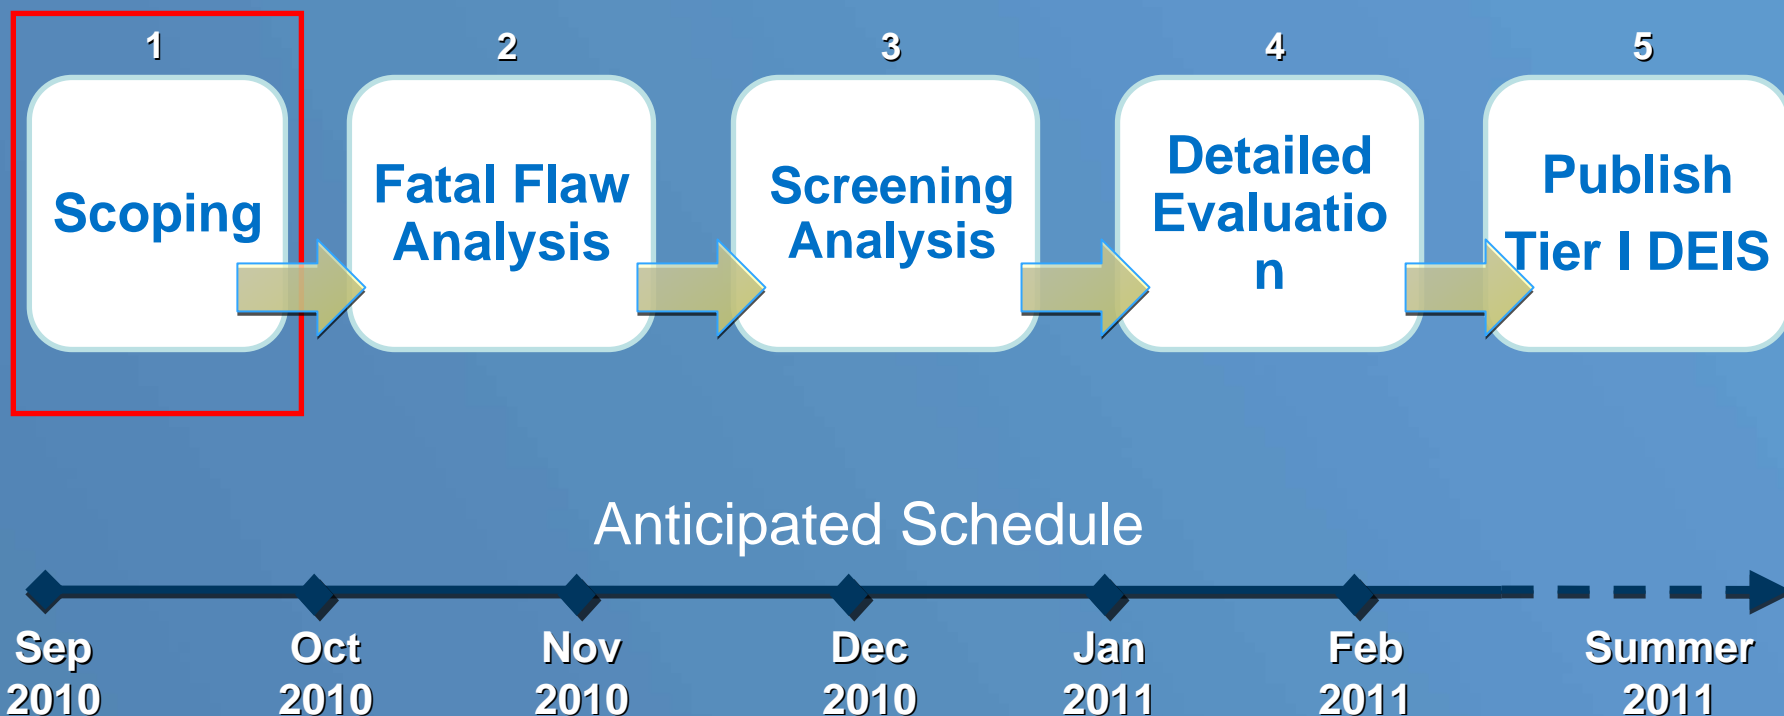 1
2
3
4
5
Scoping
Fatal Flaw
Analysis
Screening
Analysis
Detailed
Evaluatio
n
Publish
Tier I DEIS
Anticipated Schedule
Sep
2010
Oct
2010
Nov
2010
Dec
2010
Jan
2011
Feb
2011
Summer
2011